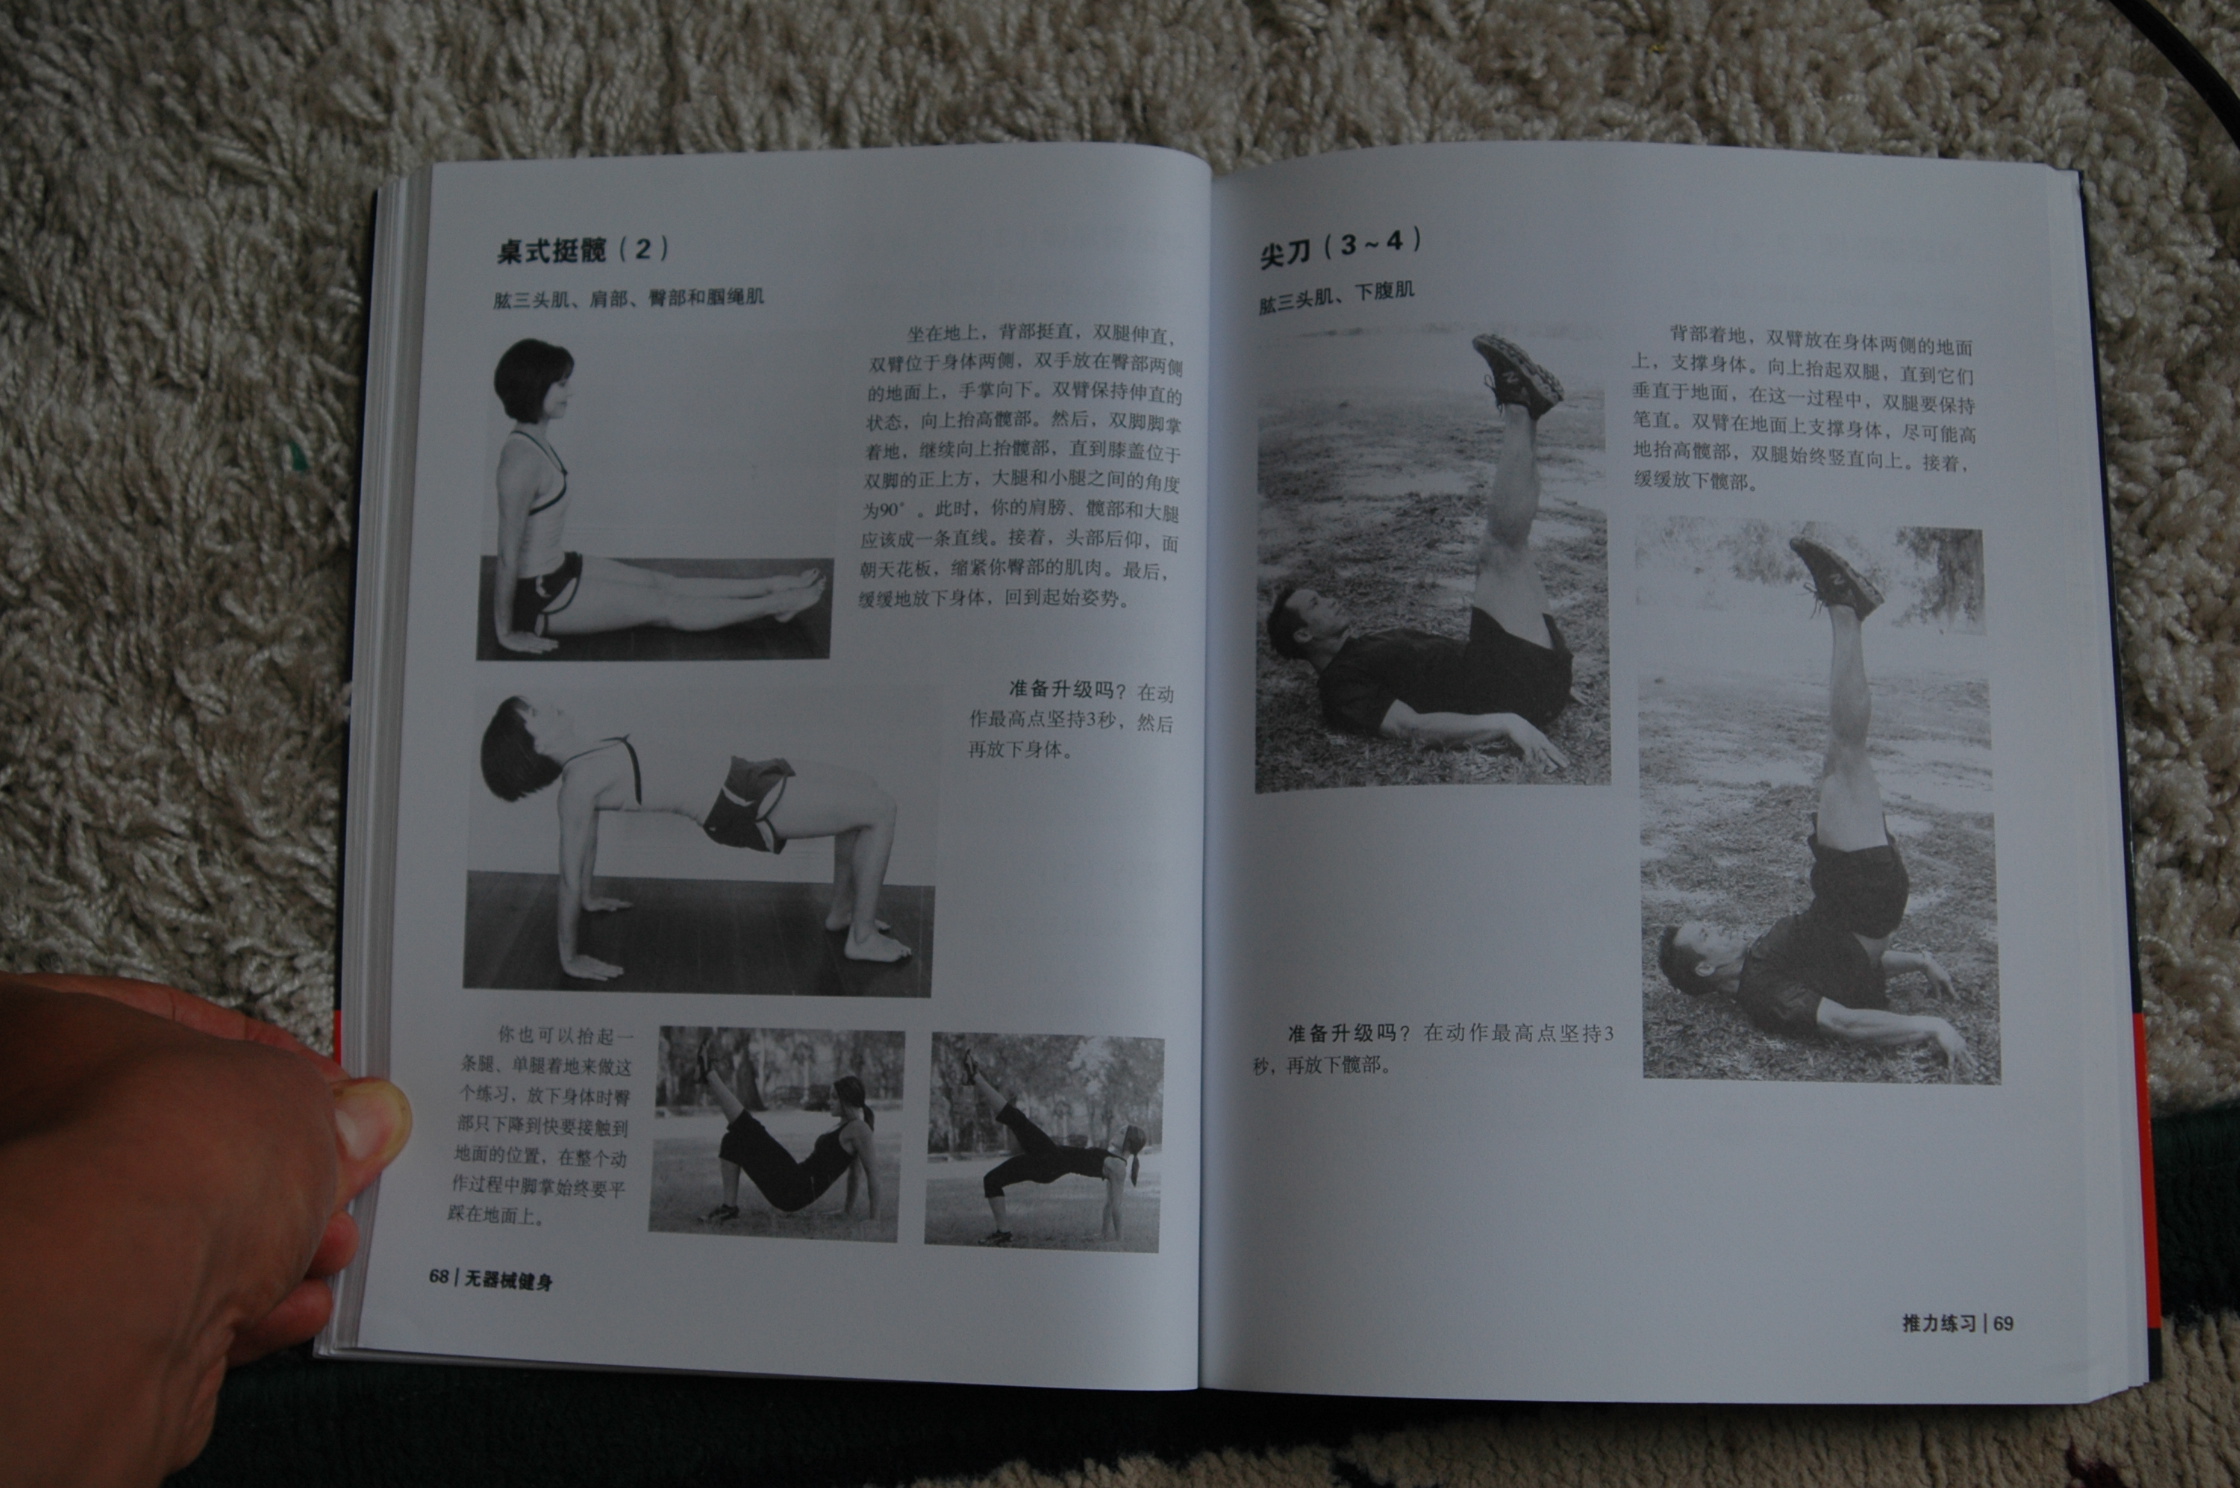 桌式挺髋（2）
肱三头肌、肩部、臀部和腘绳肌
坐在地上，背部挺直，双腿伸直，
双臂位于身体两侧，双手放在臀部两侧
的地面上，手掌向下。双臂保持伸直的
状态，向上抬高髋部。然后，双脚脚掌
着地，继续向上抬髋部，直到膝盖位于
双脚的正上方，大腿和小腿之间的角度
为90°。此时，你的肩膀、髋部和大腿
应该成一条直线。接着，头部后仰，面
朝天花板，缩紧你臀部的肌肉。最后，
缓缓地放下身体，回到起始姿势。
准备升级吗？在动
作最高点坚持3秒，然后
再放下身体。
你也可以抬起一
条腿、单腿着地来做这
个练习，放下身体时臀
部只下降到快要接触到
地面的位置，在整个动
作过程中脚掌始终要平
踩在地面上。
68|无器械健身
尖刀（3~4）
肱三头肌、下腹肌
背部着地，双臂放在身体两侧的地面
上，支撑身体。向上抬起双腿，直到它们
垂直于地面，在这一过程中，双腿要保持
笔直。双臂在地面上支撑身体，尽可能高
地抬高髋部，双腿始终竖直向上。接着，
缓缓放下髋部。
准备升级吗？在动作最高点坚持3
秒，再放下髋部。
推力练习|69